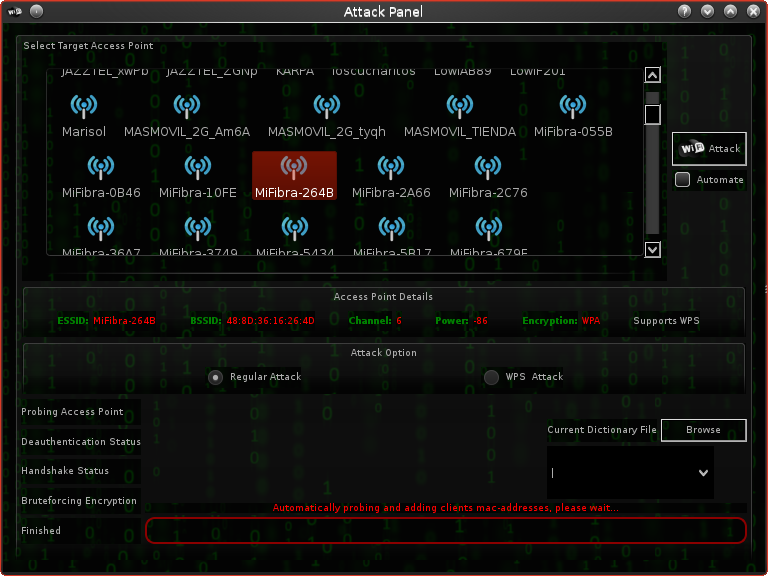 Attack Panel
Select Target Access Point
JAZZTEL_xwPb JAZZTEL_ZGNp KARPA loscucharitos LowiAB89 LowiF201
Marisol MASMOVIL_2G_Am6A MASMOVIL_2G_tyqh MASMOVIL_TIENDA MiFibra-055B
MiFibra-0B46 MiFibra-10FE MiFibra-264B MiFibra-2A66 MiFibra-2C76
MiFibra-36A7 MiFibra-3749 MiFibra-5434 MiFibra-5B17 MiFibra-679F
Attack
Automate
Access Point Details
ESSID: MiFibra-264B BSSID: 48:8D:36:16:26:4D Channel: 6 Power: -86 Encryption: WPA Supports WPS
Attack Option
Regular Attack WPS Attack
Probing Access Point
Current Dictionary File Browse
Deauthentication Status
Handshake Status
Bruteforcing Encryption
Automatically probing and adding clients mac-addresses, please wait...
Finished